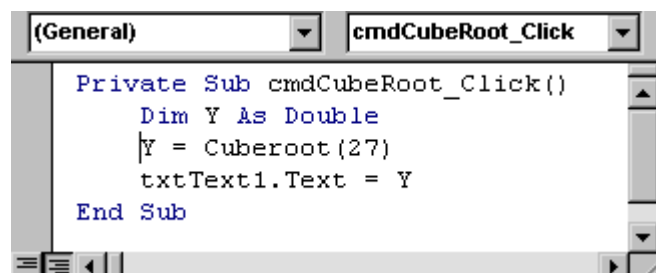 (General) cmdCubeRoot_Click
Private Sub cmdCubeRoot_Click()
Dim Y As Double
Y = Cuberoot(27)
txtText1.Text = Y
End Sub